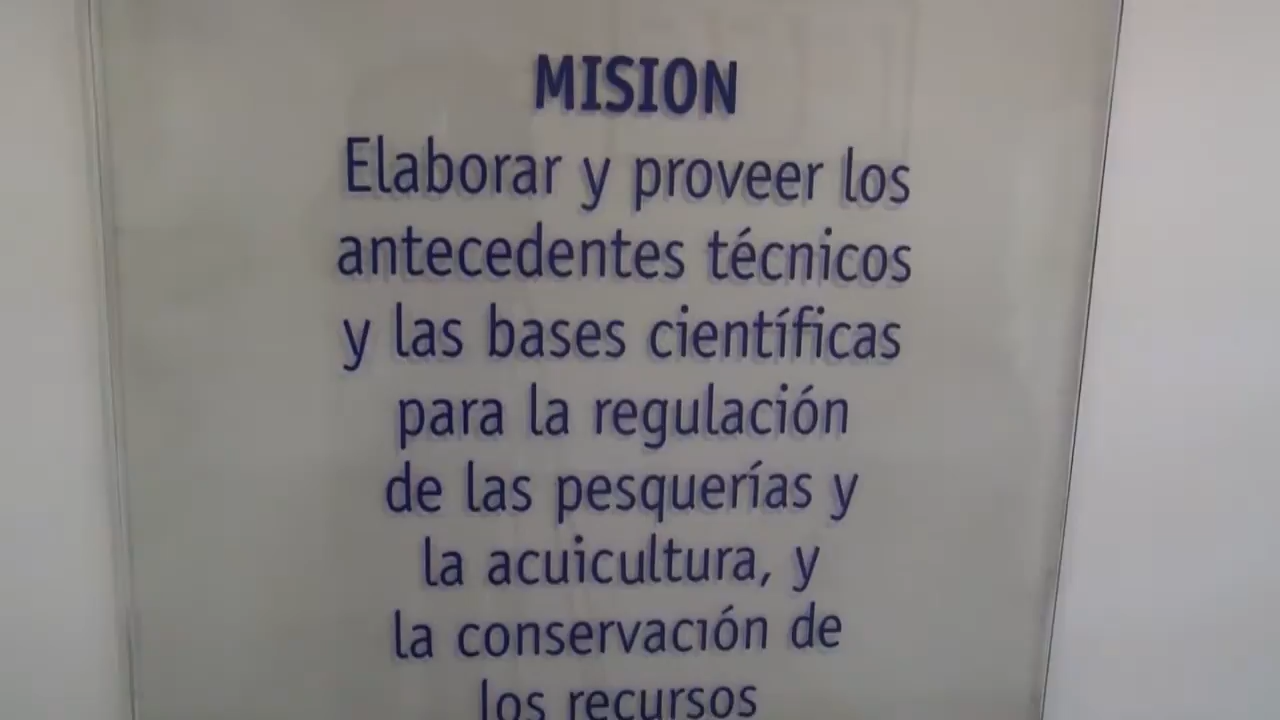 MISION
Elaborar y proveer los
antecedentes técnicos
y las bases científicas
para la regulación
de las pesquerías y
la acuicultura, y
la conservación de
los recursos